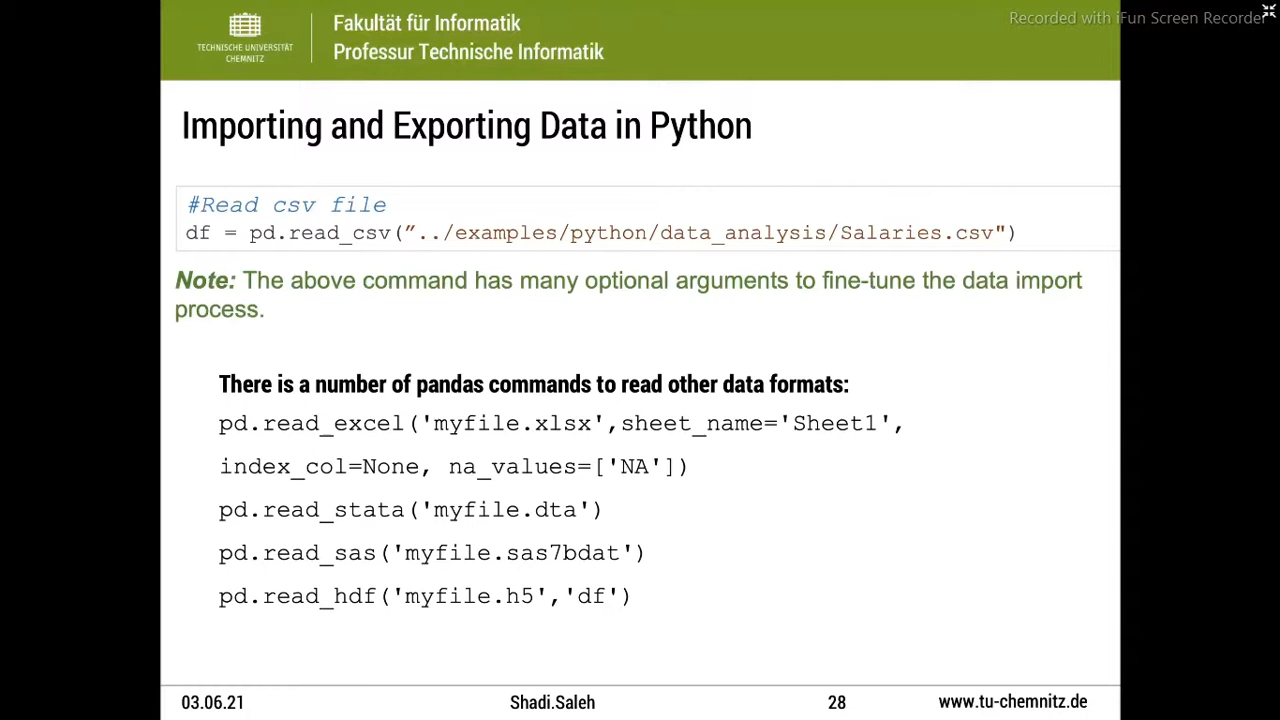 TECHNISCHE UNIVERSITÄT
CHEMNITZ
Fakultät für Informatik
Professur Technische Informatik
Recorded with iFun Screen Recorder
Importing and Exporting Data in Python
#Read csv file
df = pd.read_csv(”../examples/python/data_analysis/Salaries.csv")
Note: The above command has many optional arguments to fine-tune the data import
process.
There is a number of pandas commands to read other data formats:
pd.read_excel('myfile.xlsx',sheet_name='Sheet1',
index_col=None, na_values=['NA'])
pd.read_stata('myfile.dta')
pd.read_sas('myfile.sas7bdat')
pd.read_hdf('myfile.h5','df')
03.06.21 Shadi.Saleh 28 www.tu-chemnitz.de